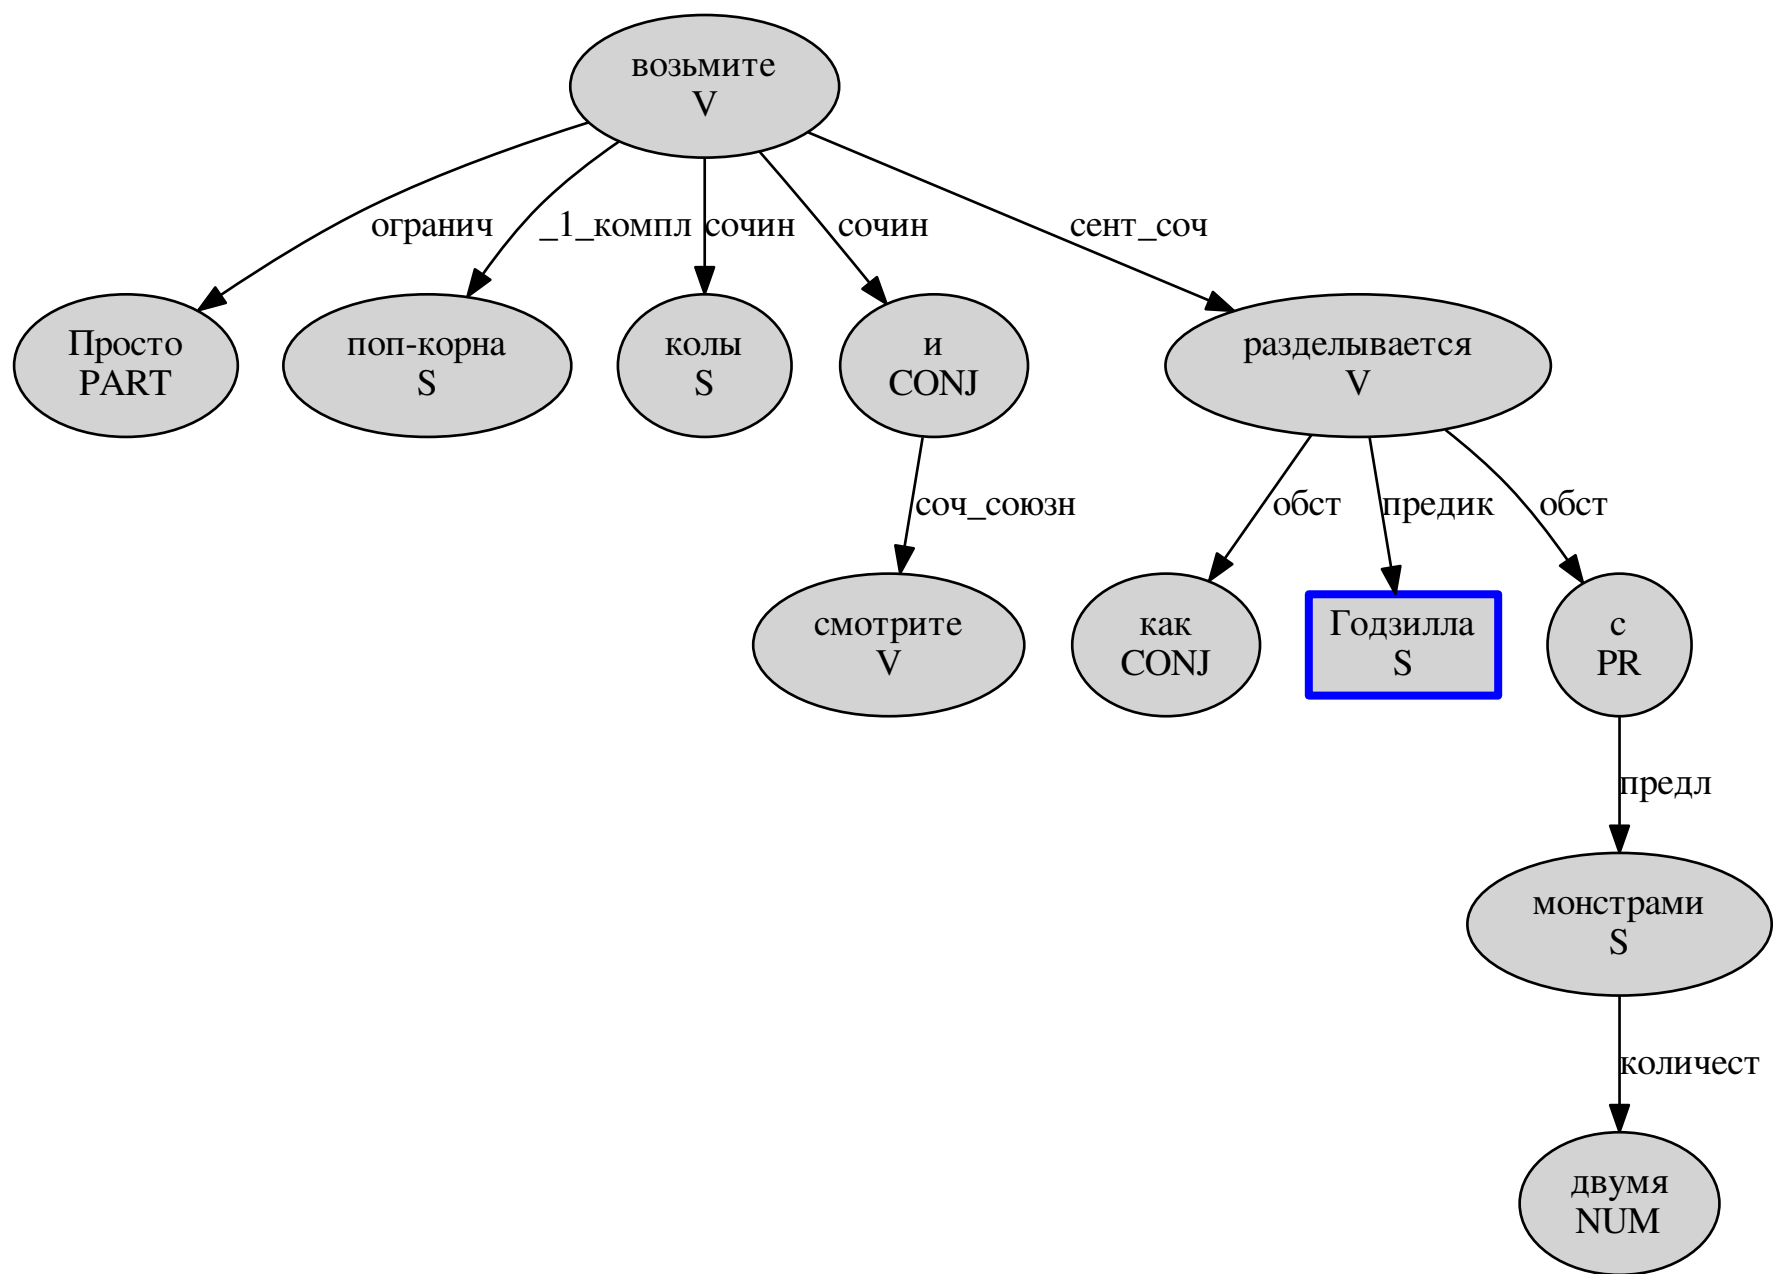 возьмите
V
огранич
_1_компл
сочин
сочин
сент_соч
Просто
PART
поп-корна
S
колы
S
и
CONJ
разделывается
V
соч_союзн
обст
предик
обст
смотрите
V
как
CONJ
Годзилла
S
с
PR
предл
монстрами
S
количест
двумя
NUM